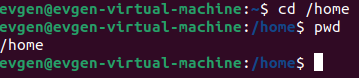 evgen@evgen-virtual-machine:~$ cd /home
evgen@evgen-virtual-machine:/home$ pwd
/home
evgen@evgen-virtual-machine:/home$